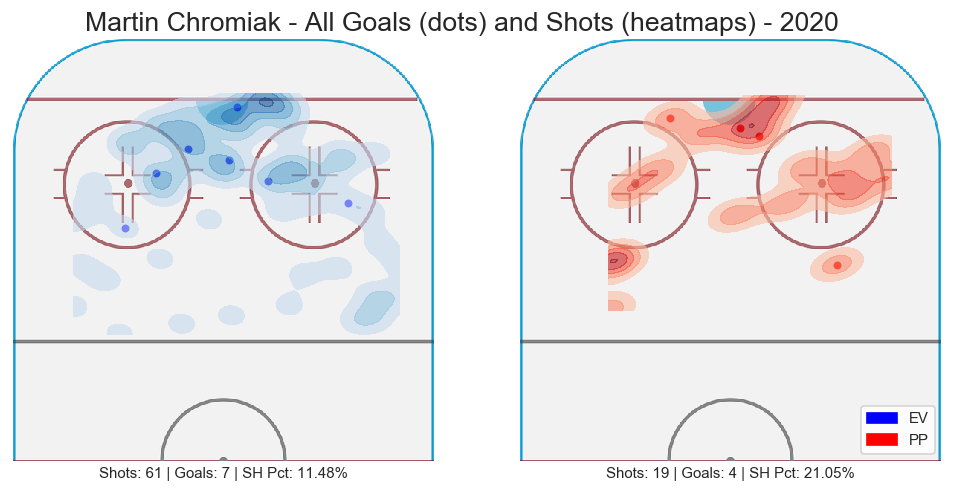 Martin Chromiak - All Goals (dots) and Shots (heatmaps) - 2020
EV
PP
Shots: 61 | Goals: 7 | SH Pct: 11.48%
Shots: 19 | Goals: 4 | SH Pct: 21.05%